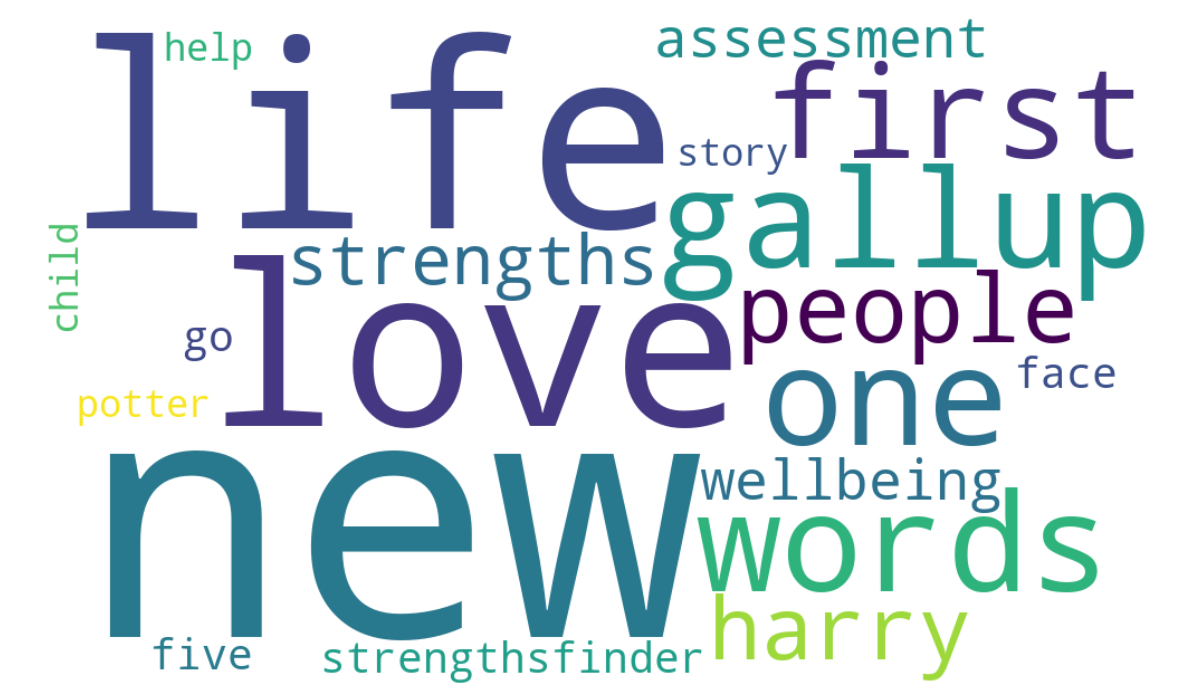 life
help
assessment
first
story
gallup
child
strengths
love
people
go
one
face
potter
new
wellbeing
words
harry
five
strengthsfinder